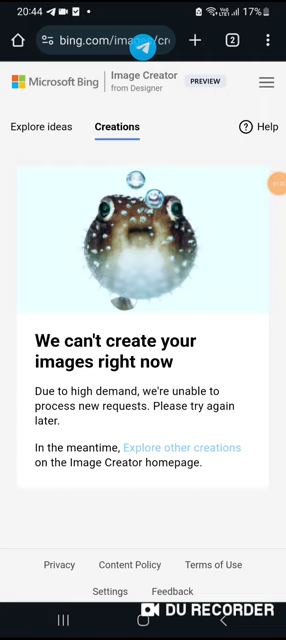 20:44
17%
bing.com/images/cr
2
Microsoft Bing
Image Creator
from Designer
PREVIEW
Explore ideas
Creations
Help
We can't create your
images right now
Due to high demand, we're unable to
process new requests. Please try again
later.
In the meantime, Explore other creations
on the Image Creator homepage.
Privacy
Content Policy
Terms of Use
Settings
Feedback
DU RECORDER